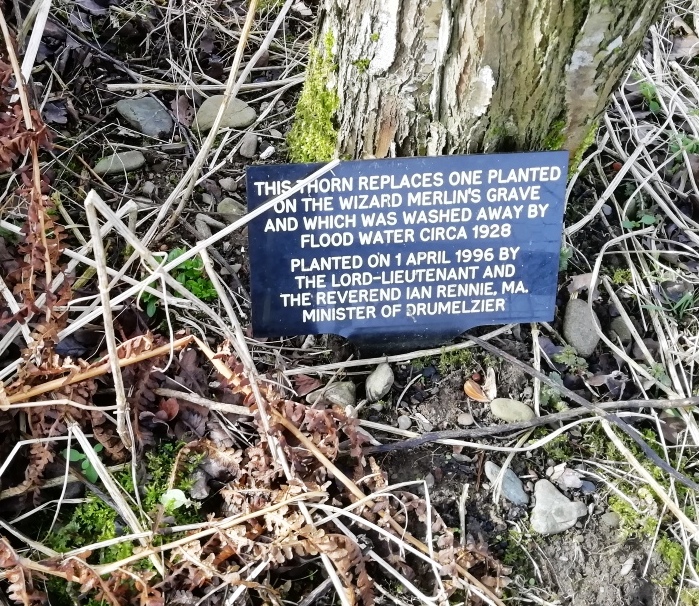 THIS THORN REPLACES ONE PLANTED
ON THE WIZARD MERLIN'S GRAVE
AND WHICH WAS WASHED AWAY BY
FLOOD WATER CIRCA 1928
PLANTED ON 1 APRIL 1996 BY
THE LORD-LIEUTENANT AND
THE REVEREND IAN RENNIE, MA.
MINISTER OF DRUMELZIER